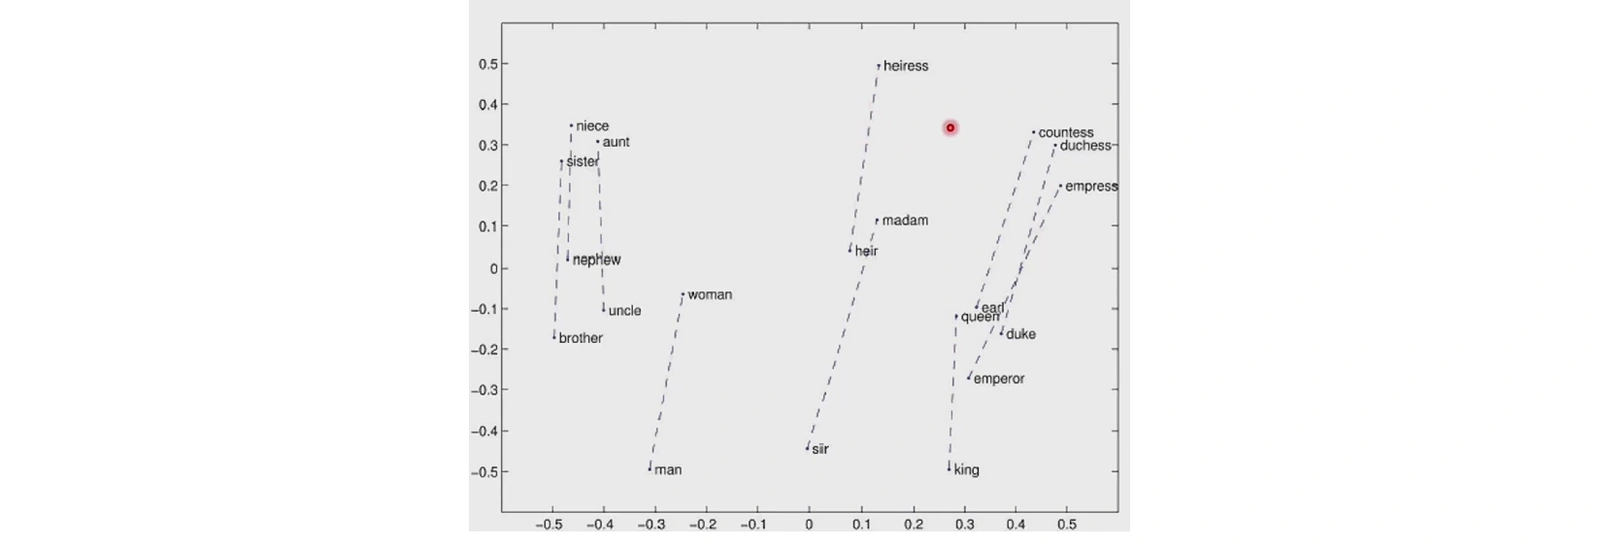 0.5
heiress
0.4
niece
countess
aunt
0.3
duchess
sister
0.2
empress
0.1
madam
heir
nephew
0
woman
earl
−0.1
uncle
queen
duke
brother
−0.2
emperor
−0.3
−0.4
sir
−0.5
man
king
−0.5 −0.4 −0.3 −0.2 −0.1 0 0.1 0.2 0.3 0.4 0.5